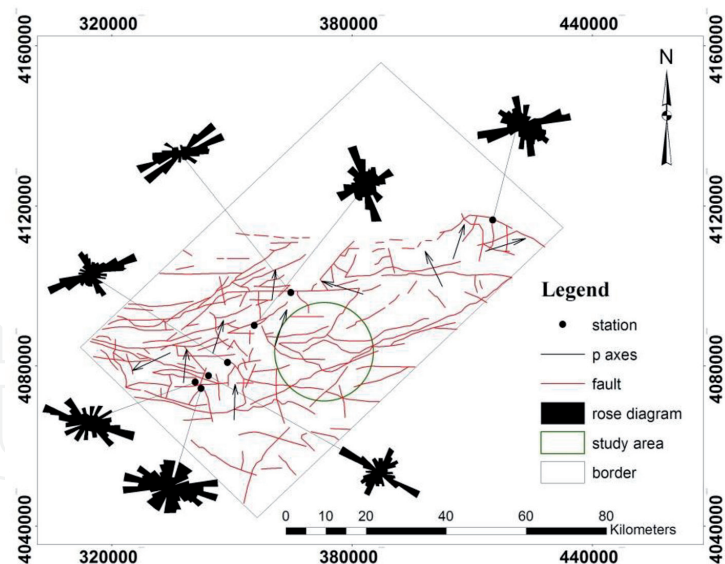 320000 380000 440000
4160000 4160000
N
4120000 4120000
Legend
station
p axes
fault
rose diagram
study area
border
4080000 4080000
0 10 20 40 60 80
Kilometers
4040000 4040000
320000 380000 440000